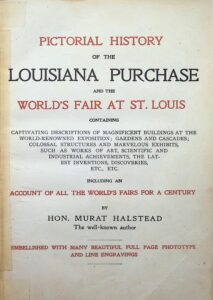 PICTORIAL HISTORY
OF THE
LOUISIANA PURCHASE
AND THE
WORLD'S FAIR AT ST. LOUIS
CONTAINING
CAPTIVATING DESCRIPTIONS OF MAGNIFICENT BUILDINGS AT THE
WORLD-RENOWNED EXPOSITION; GARDENS AND CASCADES;
COLOSSAL STRUCTURES AND MARVELOUS EXHIBITS,
SUCH AS WORKS OF ART, SCIENTIFIC AND
INDUSTRIAL ACHIEVEMENTS, THE LAT-
EST INVENTIONS, DISCOVERIES,
ETC., ETC.
INCLUDING AN
ACCOUNT OF ALL THE WORLD'S FAIRS FOR A CENTURY
BY
HON. MURAT HALSTEAD
The well-known author
EMBELLISHED WITH MANY BEAUTIFUL FULL PAGE PHOTOTYPE
AND LINE ENGRAVINGS